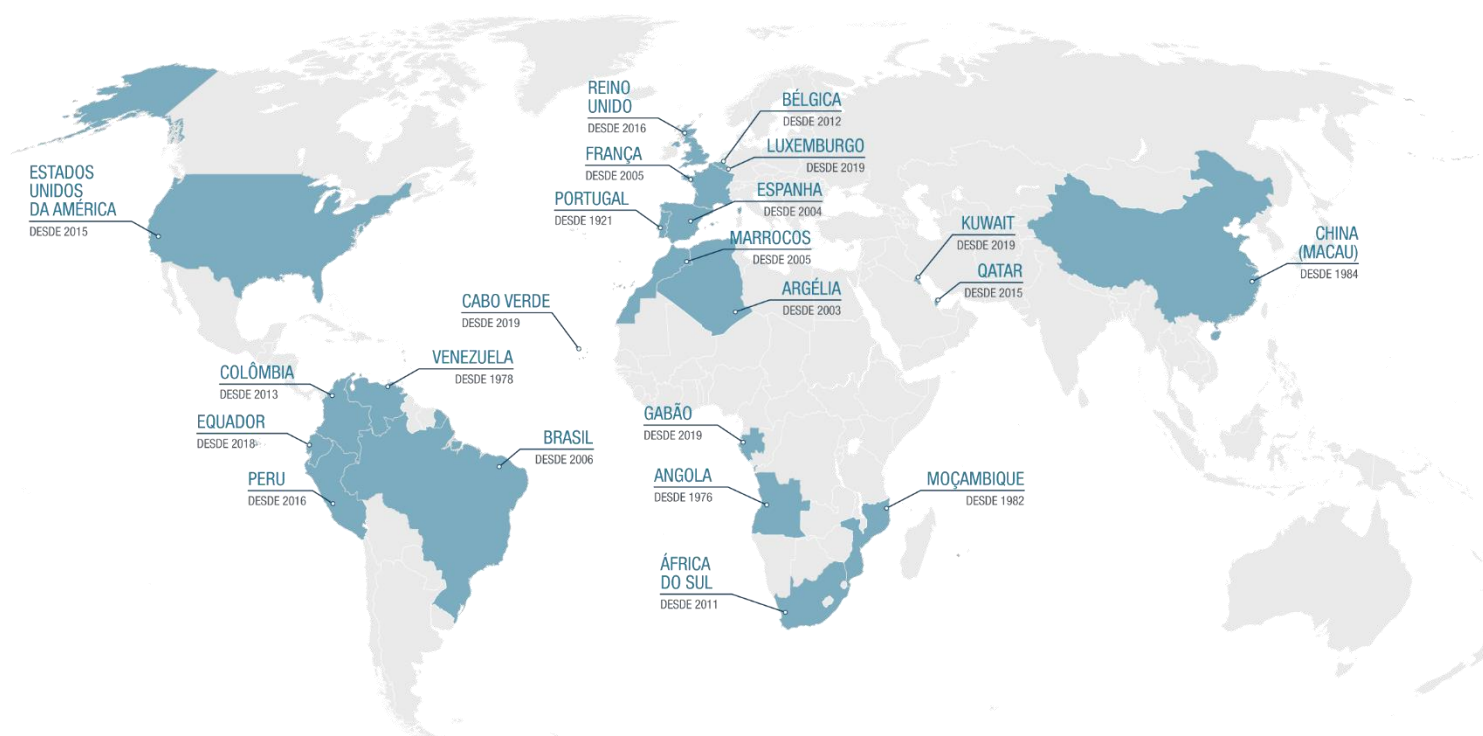 ESTADOS
UNIDOS
DA AMÉRICA
DESDE 2015
REINO
UNIDO
DESDE 2016
FRANÇA
DESDE 2005
PORTUGAL
DESDE 1921
BÉLGICA
DESDE 2012
LUXEMBURGO
DESDE 2019
ESPANHA
DESDE 2004
MARROCOS
DESDE 2005
ARGÉLIA
DESDE 2003
KUWAIT
DESDE 2019
QATAR
DESDE 2015
CHINA
(MACAU)
DESDE 1984
CABO VERDE
DESDE 2019
VENEZUELA
DESDE 1978
COLÔMBIA
DESDE 2013
EQUADOR
DESDE 2018
PERU
DESDE 2016
BRASIL
DESDE 2006
GABÃO
DESDE 2019
ANGOLA
DESDE 1976
MOÇAMBIQUE
DESDE 1982
ÁFRICA
DO SUL
DESDE 2011